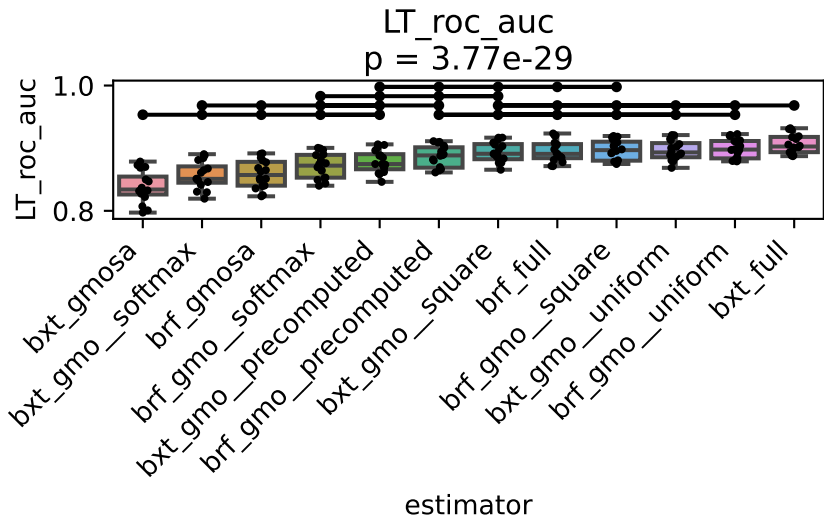 LT_roc_auc
p = 3.77e-29
1.0
0.8
LT_roc_auc
bxt_gmosa
bxt_gmo__softmax
brf_gmosa
brf_gmo__softmax
bxt_gmo__precomputed
brf_gmo__precomputed
bxt_gmo__square
brf_full
brf_gmo__square
bxt_gmo__uniform
brf_gmo__uniform
bxt_full
estimator